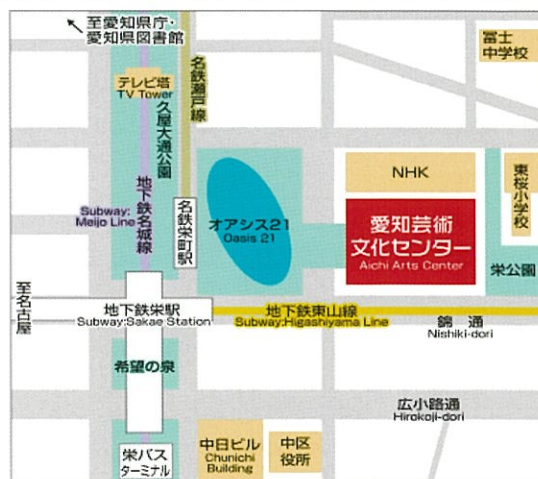 至愛知県庁・
愛知県図書館
テレビ塔
TV Tower
久屋大通公園
名鉄瀬戸線
冨士
中学校
地下鉄名城線
Subway:
Meijo Line
名鉄栄町駅
オアシス21
Oasis 21
NHK
愛知芸術
文化センター
Aichi Arts Center
東桜小学校
栄公園
至名古屋
地下鉄栄駅
Subway:Sakae Station
地下鉄東山線
Subway:Higashiyama Line
錦通
Nishiki-dori
希望の泉
広小路通
Hirokoji-dori
栄バス
ターミナル
中日ビル
Chunichi
Building
中区
役所